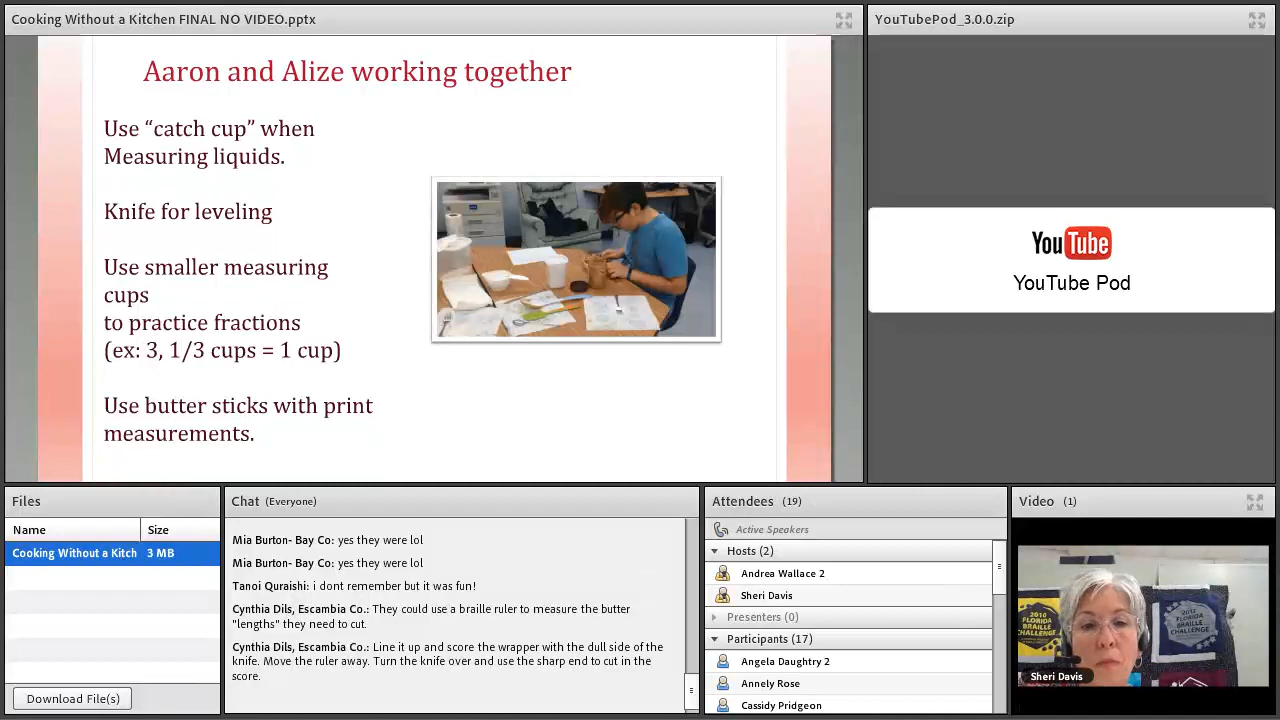 Cooking Without a Kitchen FINAL NO VIDEO.pptx
Aaron and Alize working together
Use “catch cup” when
Measuring liquids.
Knife for leveling
Use smaller measuring
cups
to practice fractions
(ex: 3, 1/3 cups = 1 cup)
Use butter sticks with print
measurements.
YouTubePod_3.0.0.zip
YouTube
YouTube Pod
Files
Name Size
Cooking Without a Kitch 3 MB
Download File(s)
Chat (Everyone)
Mia Burton- Bay Co: yes they were lol
Mia Burton- Bay Co: yes they were lol
Tanoi Quraishi: i dont remember but it was fun!
Cynthia Dils, Escambia Co.: They could use a braille ruler to measure the butter
"lengths" they need to cut.
Cynthia Dils, Escambia Co.: Line it up and score the wrapper with the dull side of the
knife. Move the ruler away. Turn the knife over and use the sharp end to cut in the
score.
Attendees (19)
Active Speakers
Hosts (2)
Andrea Wallace 2
Sheri Davis
Presenters (0)
Participants (17)
Angela Daughtry 2
Annely Rose
Cassidy Pridgeon
Video (1)
2010
FLORIDA
BRAILLE
CHALLENGE
FLORIDA
BRAILLE
CHALLENGE
Sheri Davis